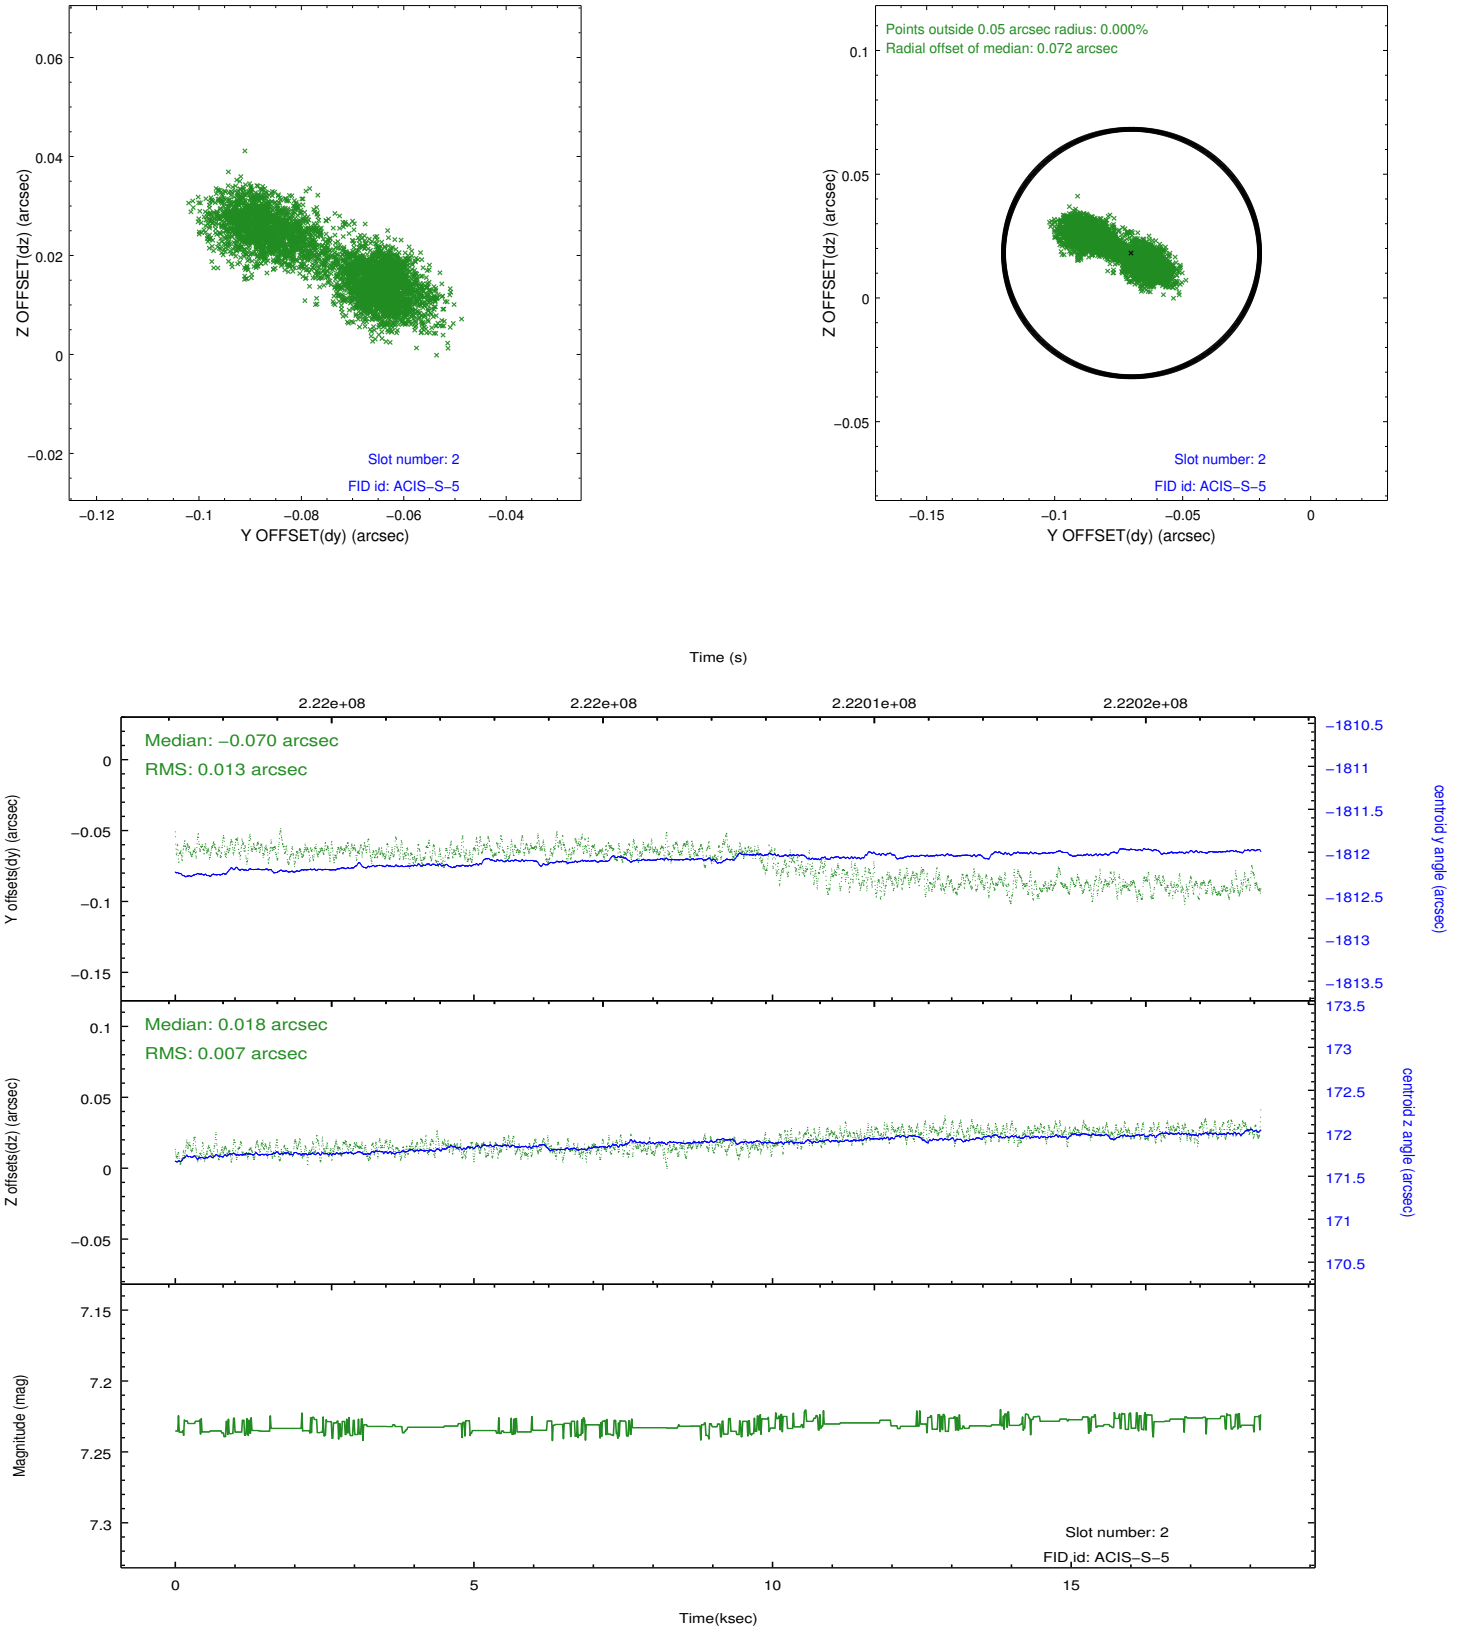 0.06
0.04
0.02
0
−0.02
Z OFFSET(dz) (arcsec)
Slot number: 2
FID id: ACIS−S−5
−0.12 −0.1 −0.08 −0.06 −0.04
Y OFFSET(dy) (arcsec)
Points outside 0.05 arcsec radius: 0.000%
Radial offset of median: 0.072 arcsec
0.1
0.05
0
−0.05
Z OFFSET(dz) (arcsec)
Slot number: 2
FID id: ACIS−S−5
−0.15 −0.1 −0.05 0
Y OFFSET(dy) (arcsec)
Time (s)
2.22e+08 2.22e+08 2.2201e+08 2.2202e+08
Median: −0.070 arcsec
RMS: 0.013 arcsec
0
−0.05
−0.1
−0.15
Y offsets(dy) (arcsec)
−1810.5
−1811
−1811.5
−1812
−1812.5
−1813
−1813.5
centroid y angle (arcsec)
Median: 0.018 arcsec
RMS: 0.007 arcsec
0.1
0.05
0
−0.05
Z offsets(dz) (arcsec)
173.5
173
172.5
172
171.5
171
170.5
centroid z angle (arcsec)
7.15
7.2
7.25
7.3
Magnitude (mag)
Slot number: 2
FID id: ACIS−S−5
0 5 10 15
Time(ksec)